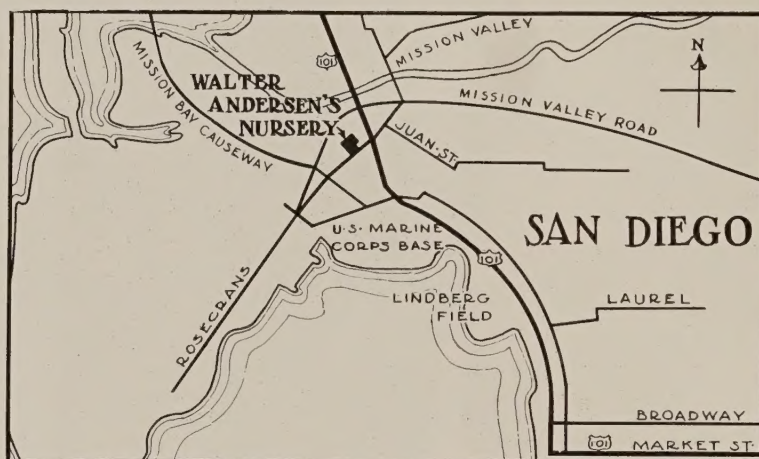 101
MISSION VALLEY
N
MISSION BAY CAUSEWAY
WALTER
ANDERSEN'S
NURSERY
MISSION VALLEY ROAD
JUAN·ST.
U·S· MARINE
CORPS BASE
SAN DIEGO
101
ROSECRANS
LINDBERG
FIELD
LAUREL
BROADWAY
101
MARKET ST·